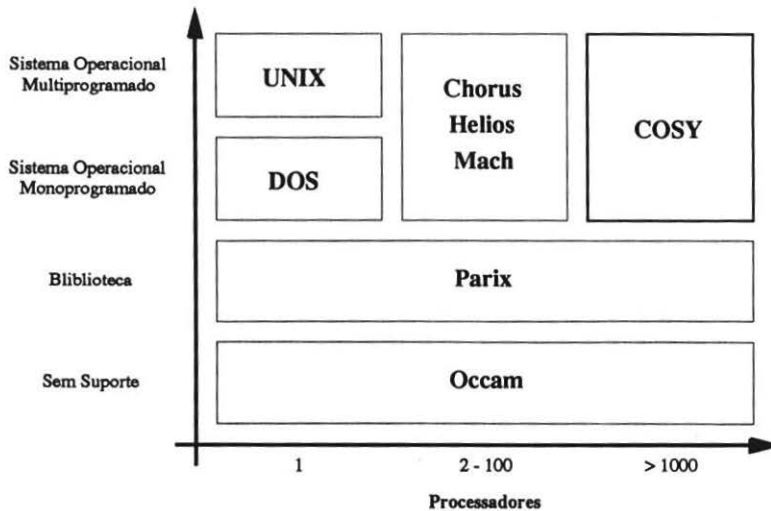 Sistema Operacional
Multiprogramado
UNIX
Chorus
Helios
Mach
COSY
Sistema Operacional
Monoprogramado
DOS
Bliblioteca
Parix
Sem Suporte
Occam
1
2 - 100
> 1000
Processadores